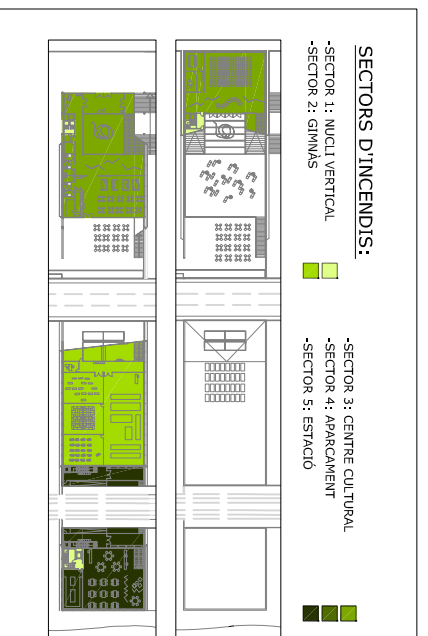 SECTORS D'INCENDIS:
-SECTOR 1: NUCLI VERTICAL
-SECTOR 2: GIMNÀS
-SECTOR 3: CENTRE CULTURAL
-SECTOR 4: APARCAMENT
-SECTOR 5: ESTACIÓ